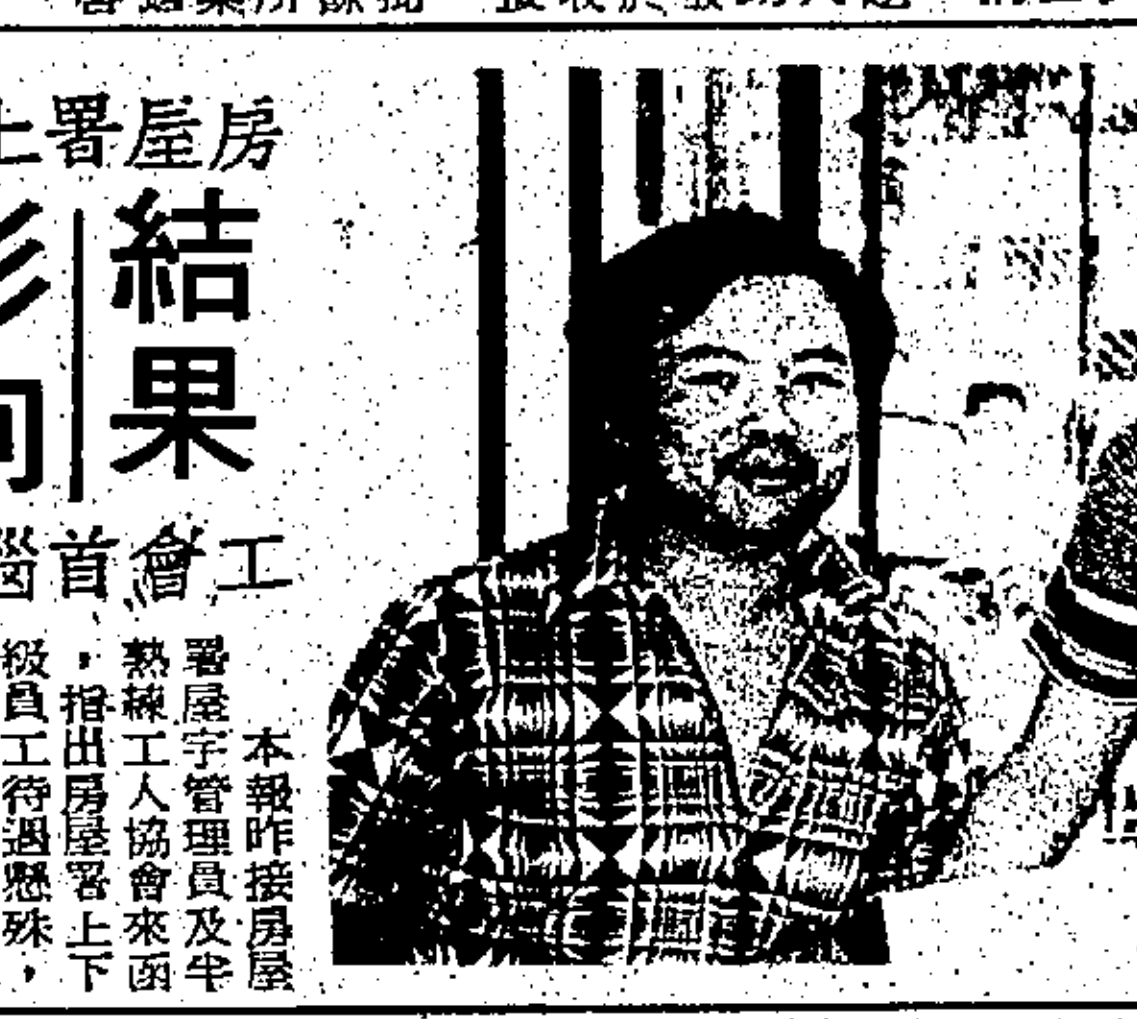 房屋署上
結果
工會首
本報昨接房屋
署屋宇管理員及半
熟練工人協會來函
，指出房屋署上下
級員工待遇懸殊，